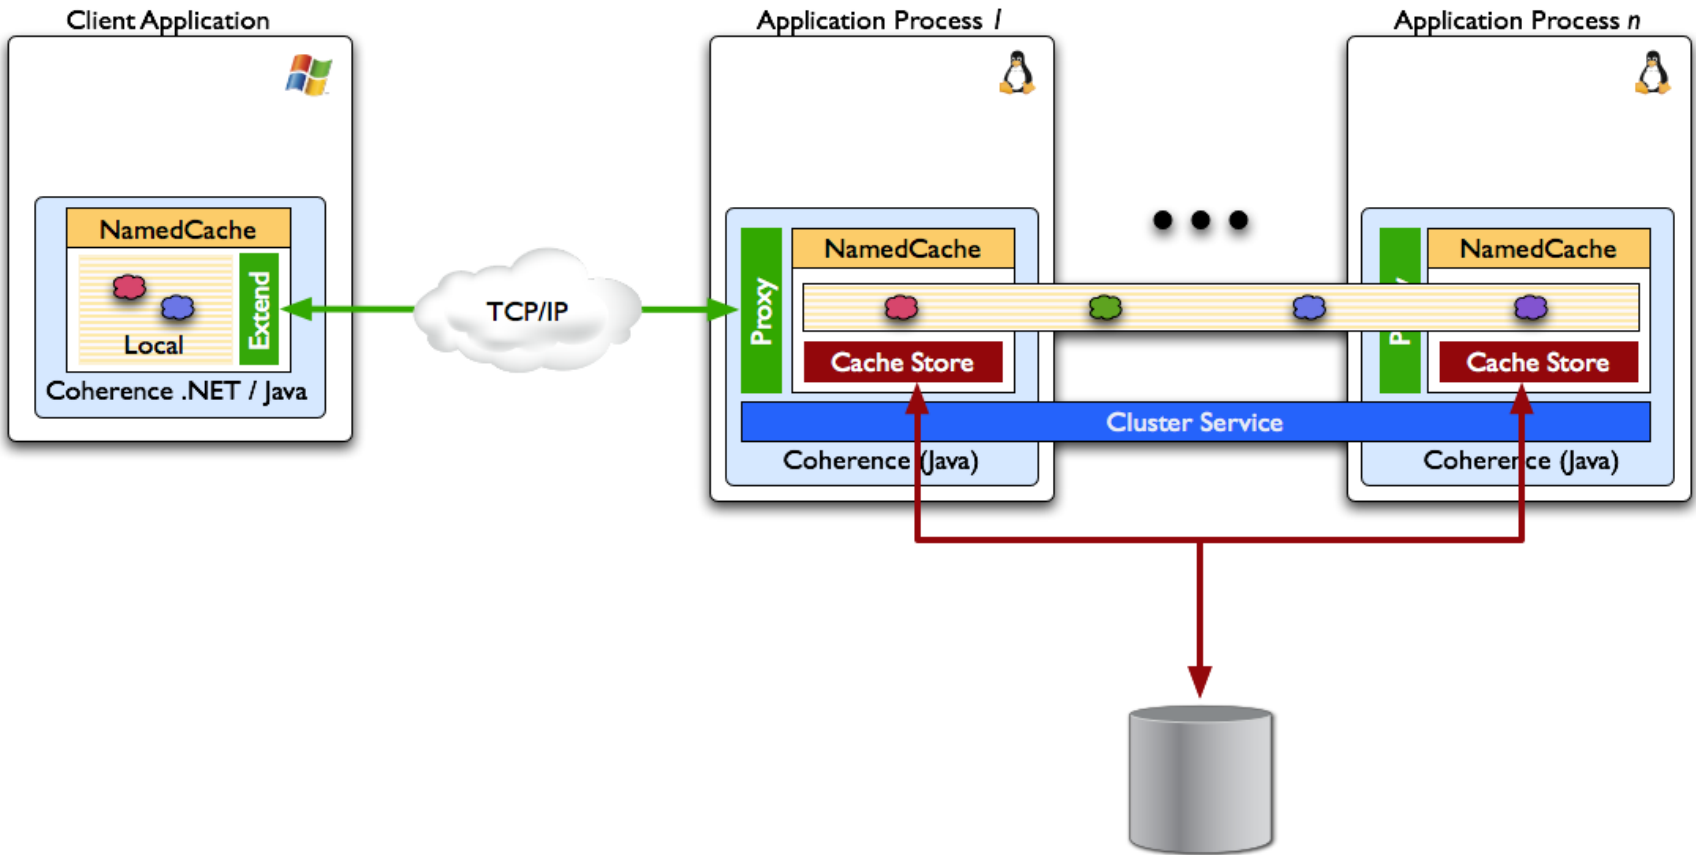 Client Application
NamedCache
Local
Extend
Coherence .NET / Java
TCP/IP
Application Process 1
Proxy
NamedCache
Cache Store
Coherence (Java)
Cluster Service
Application Process n
NamedCache
Cache Store
Coherence (Java)